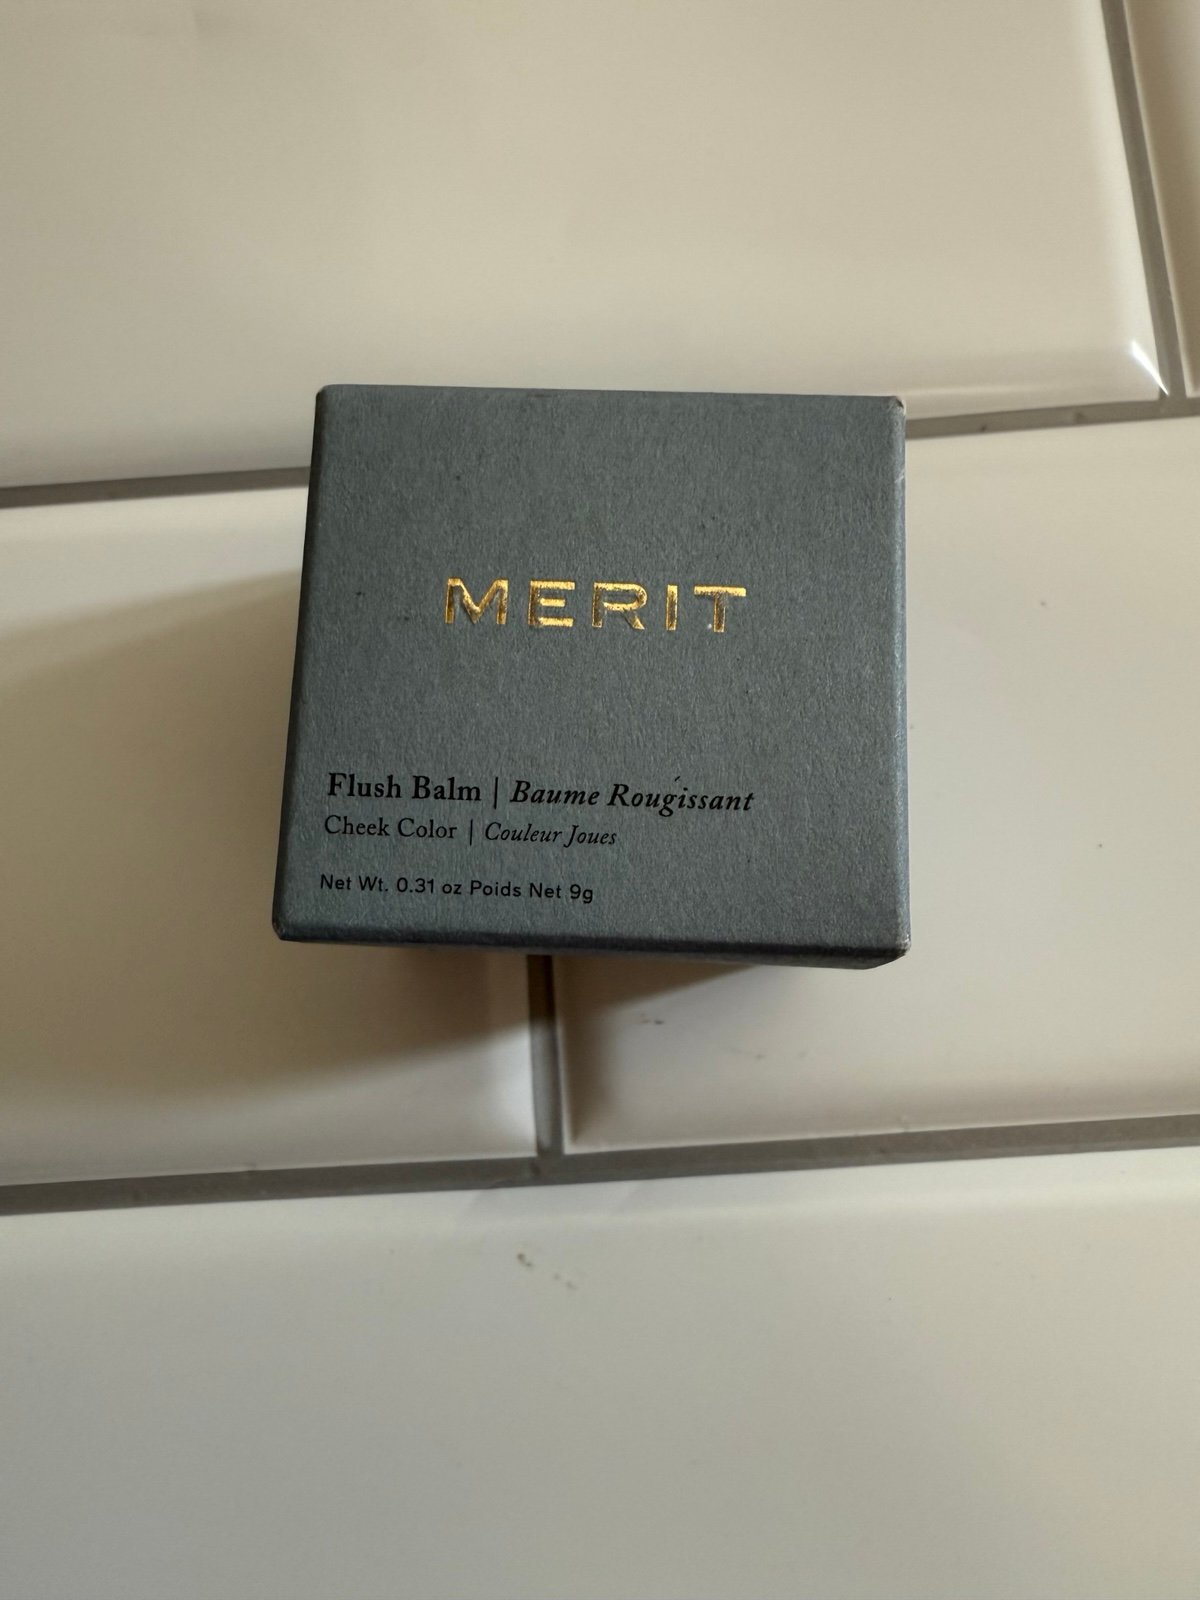 MERIT
Flush Balm | Baume Rougissant
Cheek Color | Couleur Joues
Net Wt. 0.31 oz Poids Net 9g